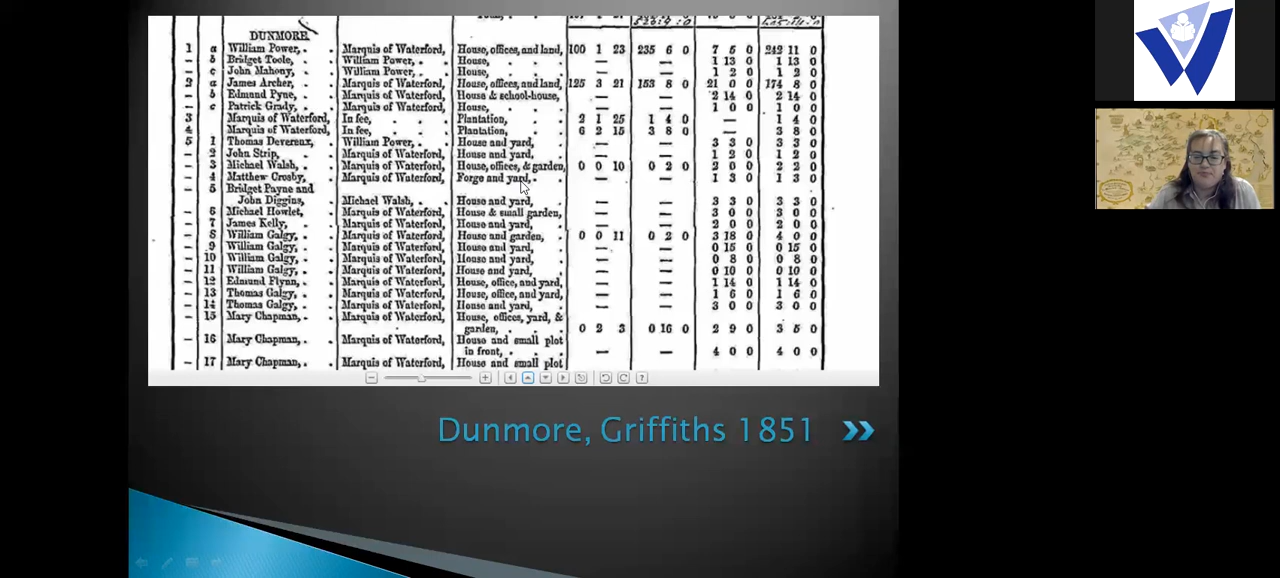 DUNMORE.
1 a William Power, . . Marquis of Waterford, House, offices, and land, 100 1 23 235 6 0 7 5 0 242 11 0
— b Bridget Toole, . . William Power, . . House, . . — — 1 13 0 1 13 0
— c John Mahony, . . William Power, . . House, . . — — 1 2 0 1 2 0
2 a James Archer, . . Marquis of Waterford, House, offices, and land, 125 3 21 153 8 0 21 0 0 174 8 0
— b Edmund Pyne, . . Marquis of Waterford, House & school-house, . — — 2 14 0 2 14 0
— c Patrick Grady, . . Marquis of Waterford, House, . . — — 1 0 0 1 0 0
3 Marquis of Waterford, In fee, . . Plantation, . . 2 1 25 1 4 0 — 1 4 0
4 Marquis of Waterford, In fee, . . Plantation, . . 6 2 15 3 8 0 — 3 8 0
5 1 Thomas Devereux, . William Power, . . House and yard, . — — 3 3 0 3 3 0
— 2 John Strip, . . Marquis of Waterford, House and yard, . — — 1 2 0 1 2 0
— 3 Michael Walsh, . . Marquis of Waterford, House, offices, & garden, 0 0 10 0 2 0 2 0 0 2 2 0
— 4 Matthew Crosby, . Marquis of Waterford, Forge and yard, . . — — 1 3 0 1 3 0
— 5 Bridget Payne and
John Diggins, Michael Walsh, . . House and yard, . — — 3 3 0 3 3 0
— 6 Michael Howlet, . Marquis of Waterford, House & small garden, . — — 3 0 0 3 0 0
— 7 James Kelly, . . Marquis of Waterford, House and yard, . — — 2 0 0 2 0 0
— 8 William Galgy, . . Marquis of Waterford, House and garden, . 0 0 11 0 2 0 3 18 0 4 0 0
— 9 William Galgy, . . Marquis of Waterford, House and yard, . — — 0 15 0 0 15 0
— 10 William Galgy, . . Marquis of Waterford, House and yard, . — — 0 8 0 0 8 0
— 11 William Galgy, . . Marquis of Waterford, House and yard, . — — 0 10 0 0 10 0
— 12 Edmund Flynn, . . Marquis of Waterford, House, office, and yard, — — 1 14 0 1 14 0
— 13 Thomas Galgy, . . Marquis of Waterford, House, office, and yard, — — 1 6 0 1 6 0
— 14 Thomas Galgy, . . Marquis of Waterford, House and yard, . — — 3 0 0 3 0 0
— 15 Mary Chapman, . . Marquis of Waterford, House, offices, yard, &
garden, . . . 0 2 3 0 16 0 2 9 0 3 5 0
— 16 Mary Chapman, . . Marquis of Waterford, House and small plot
in front, . . . — — 4 0 0 4 0 0
— 17 Mary Chapman, . . Marquis of Waterford, House and small plot
Dunmore, Griffiths 1851
W